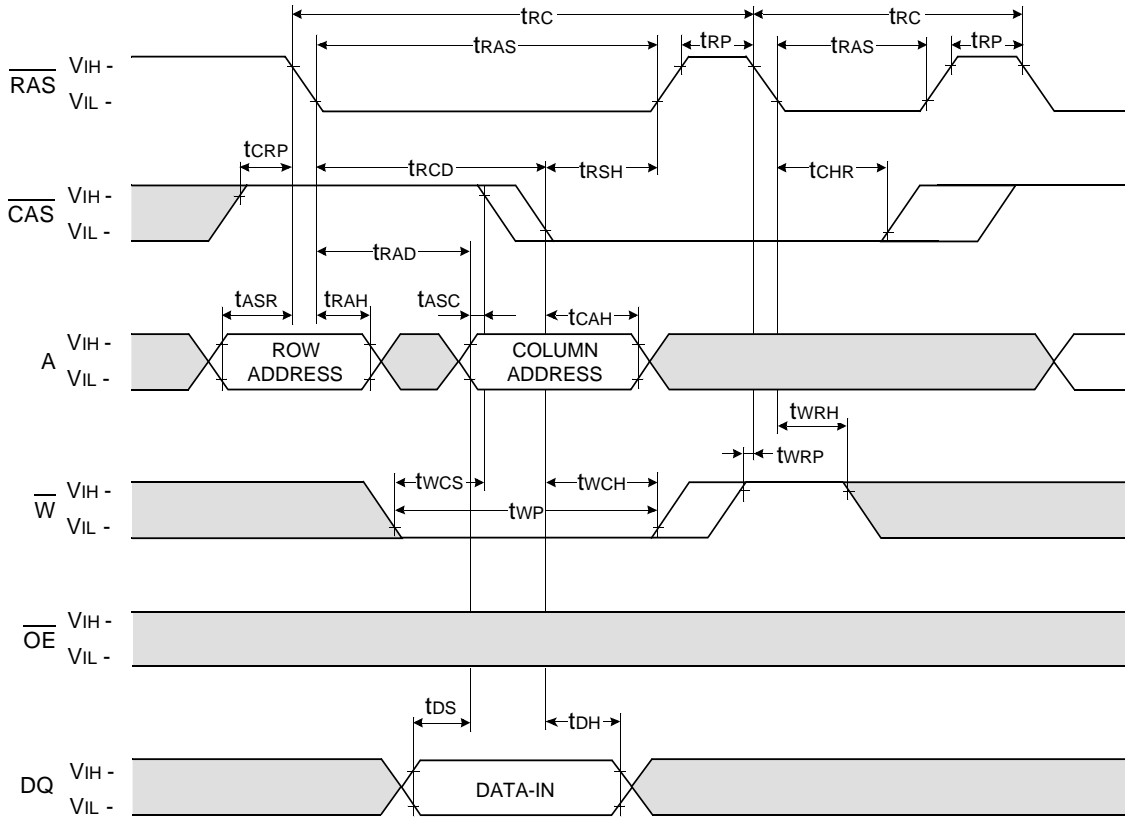 tRC tRC
tRAS tRP tRAS tRP
RAS VIH - VIL -
tCRP tRCD tRSH tCHR
CAS VIH - VIL -
tRAD
tASR tRAH tASC tCAH
A VIH - VIL -
ROW ADDRESS
COLUMN ADDRESS
tWRH
tWRP
tWCS tWCH
W VIH - VIL -
tWP
OE VIH - VIL -
tDS tDH
DQ VIH - VIL -
DATA-IN